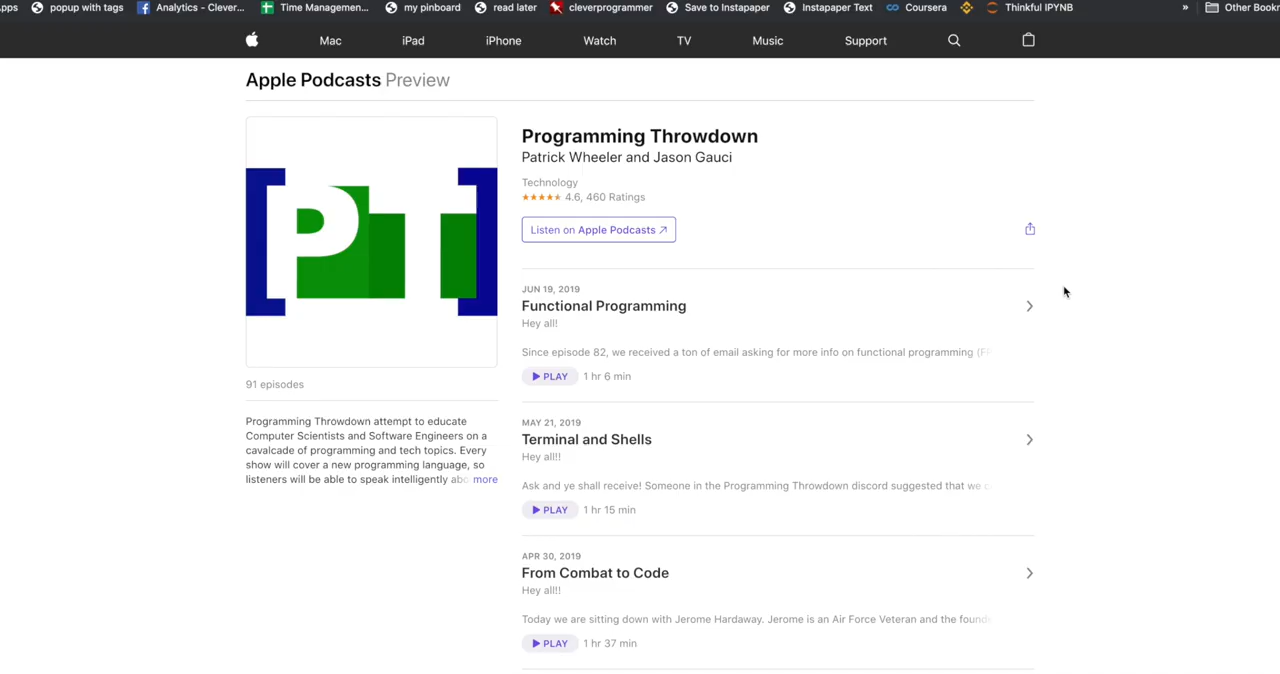 pps popup with tags Analytics - Clever... Time Managemen... my pinboard read later cleverprogrammer Save to Instapaper Instapaper Text Coursera Thinkful IPYNB » Other Bookr
Mac iPad iPhone Watch TV Music Support
Apple Podcasts Preview
PT
Programming Throwdown
Patrick Wheeler and Jason Gauci
Technology
★★★★★ 4.6, 460 Ratings
Listen on Apple Podcasts ↗
91 episodes
Programming Throwdown attempt to educate
Computer Scientists and Software Engineers on a
cavalcade of programming and tech topics. Every
show will cover a new programming language, so
listeners will be able to speak intelligently abo more
JUN 19, 2019
Functional Programming
Hey all!
Since episode 82, we received a ton of email asking for more info on functional programming (FP
PLAY 1 hr 6 min
MAY 21, 2019
Terminal and Shells
Hey all!!
Ask and ye shall receive! Someone in the Programming Throwdown discord suggested that we c
PLAY 1 hr 15 min
APR 30, 2019
From Combat to Code
Hey all!!
Today we are sitting down with Jerome Hardaway. Jerome is an Air Force Veteran and the found
PLAY 1 hr 37 min